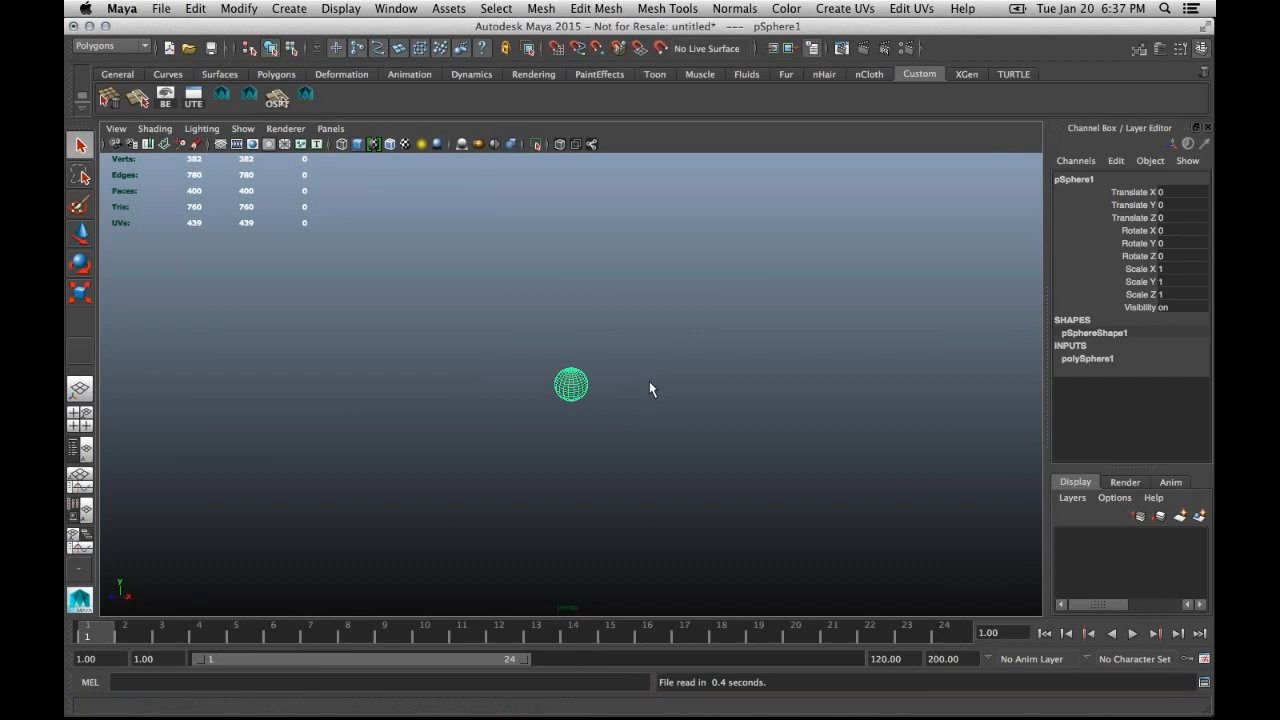 Maya File Edit Modify Create Display Window Assets Select Mesh Edit Mesh Mesh Tools Normals Color Create UVs Edit UVs Help Tue Jan 20 6:37 PM
Autodesk Maya 2015 - Not for Resale: untitled* --- pSphere1
Polygons No Live Surface
General Curves Surfaces Polygons Deformation Animation Dynamics Rendering PaintEffects Toon Muscle Fluids Fur nHair nCloth Custom XGen TURTLE
BE UTE OSPT
View Shading Lighting Show Renderer Panels
Channel Box / Layer Editor
Channels Edit Object Show
Verts: 382 382 0
Edges: 780 780 0
Faces: 400 400 0
Tris: 760 760 0
UVs: 439 439 0
pSphere1
Translate X 0
Translate Y 0
Translate Z 0
Rotate X 0
Rotate Y 0
Rotate Z 0
Scale X 1
Scale Y 1
Scale Z 1
Visibility on
SHAPES
pSphereShape1
INPUTS
polySphere1
Display Render Anim
Layers Options Help
y
x
persp
MAYA
1 2 3 4 5 6 7 8 9 10 11 12 13 14 15 16 17 18 19 20 21 22 23 24
1 1.00
1.00 1.00 1 24 120.00 200.00 No Anim Layer No Character Set
MEL File read in 0.4 seconds.